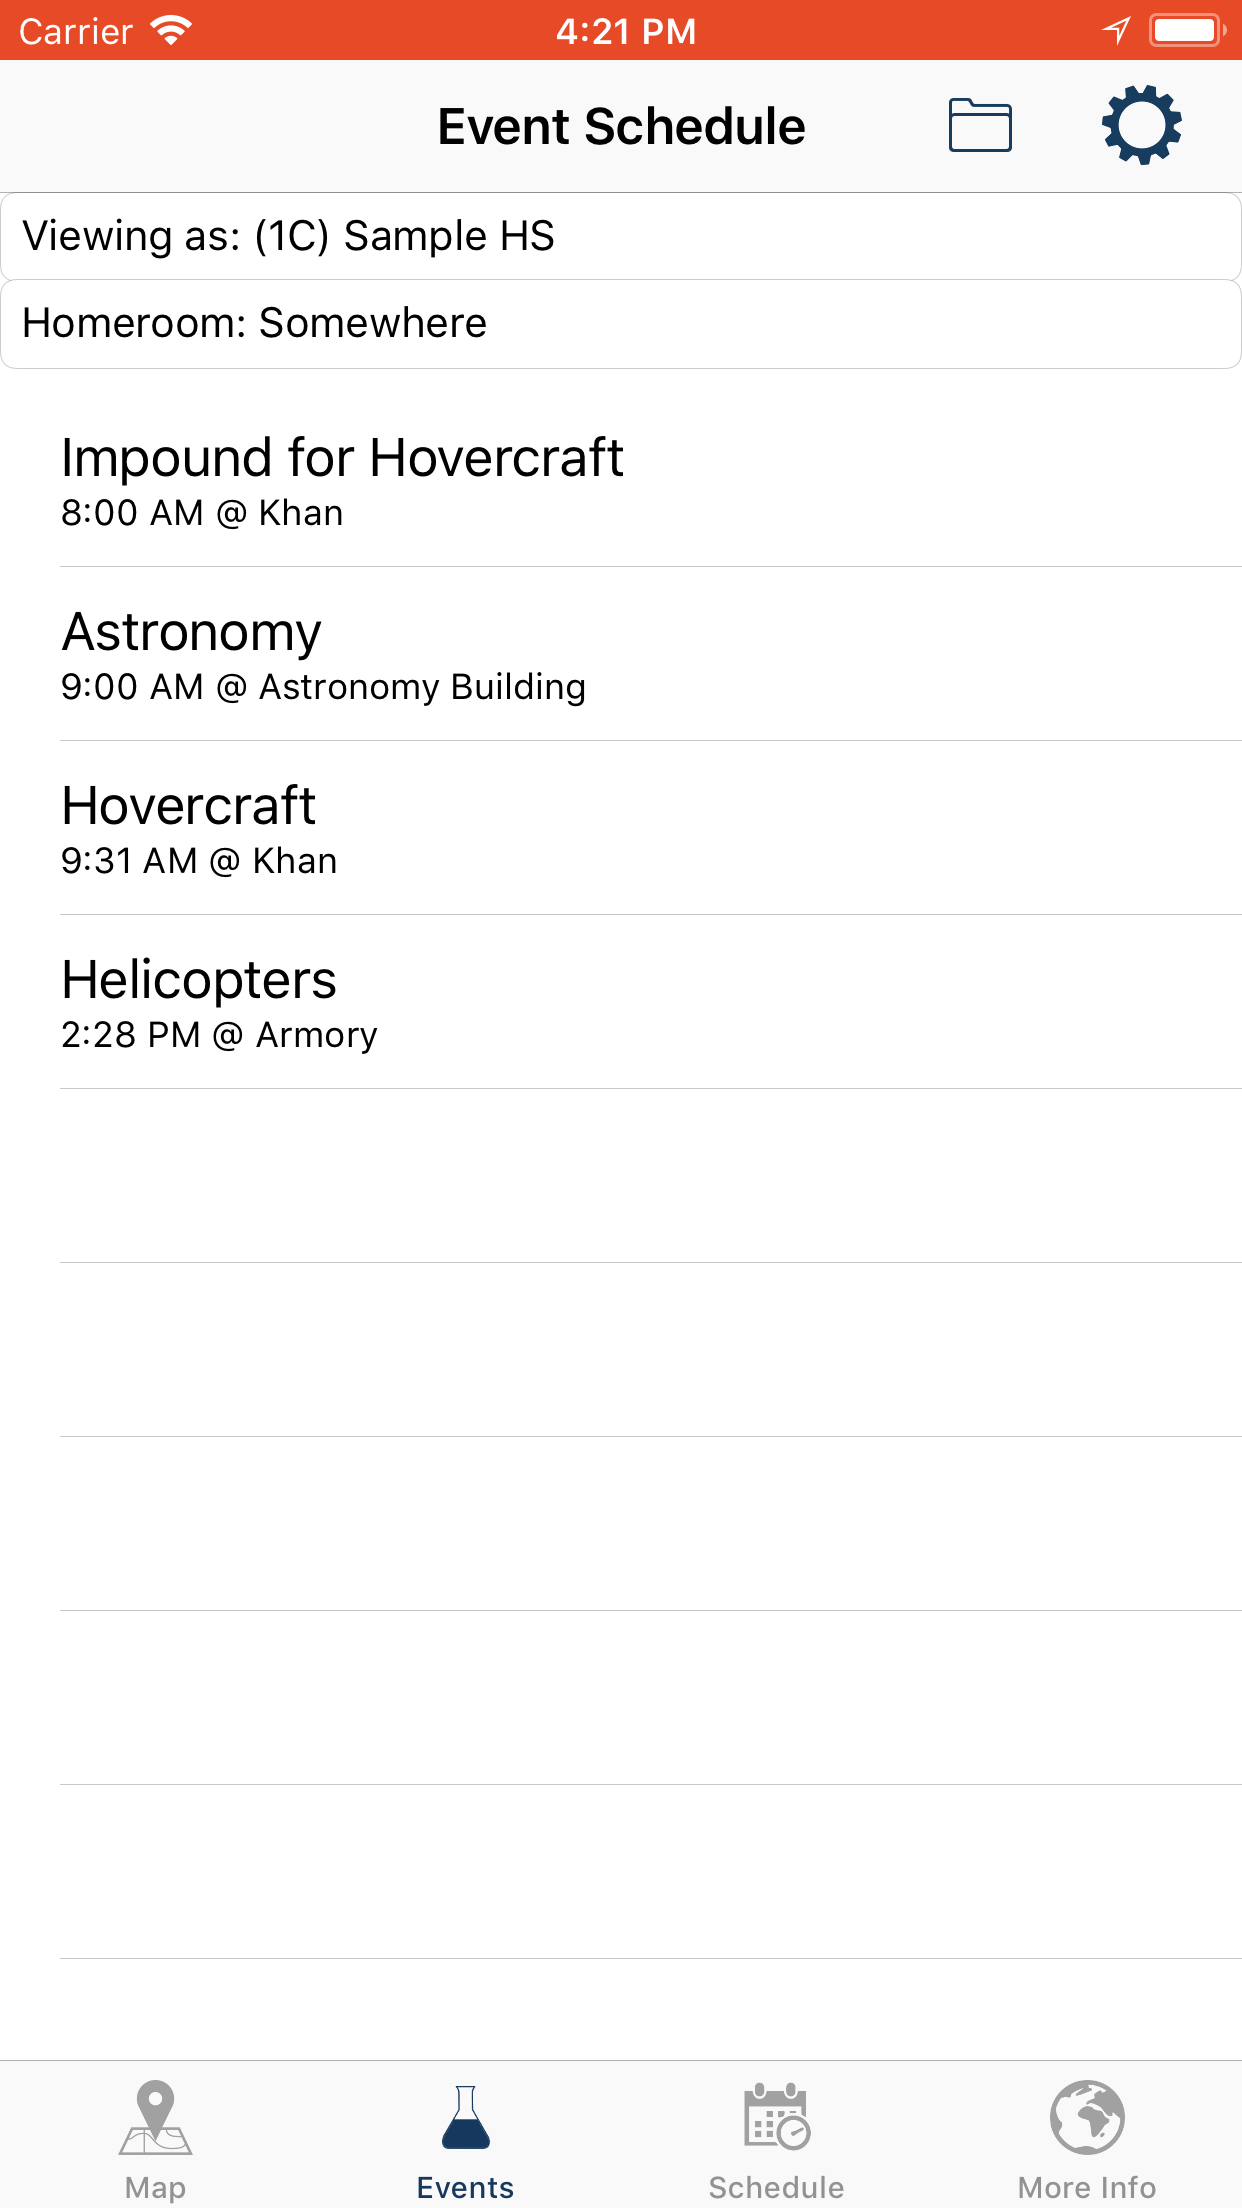 Carrier 4:21 PM
Event Schedule
Viewing as: (1C) Sample HS
Homeroom: Somewhere
Impound for Hovercraft
8:00 AM @ Khan
Astronomy
9:00 AM @ Astronomy Building
Hovercraft
9:31 AM @ Khan
Helicopters
2:28 PM @ Armory
Map Events Schedule More Info